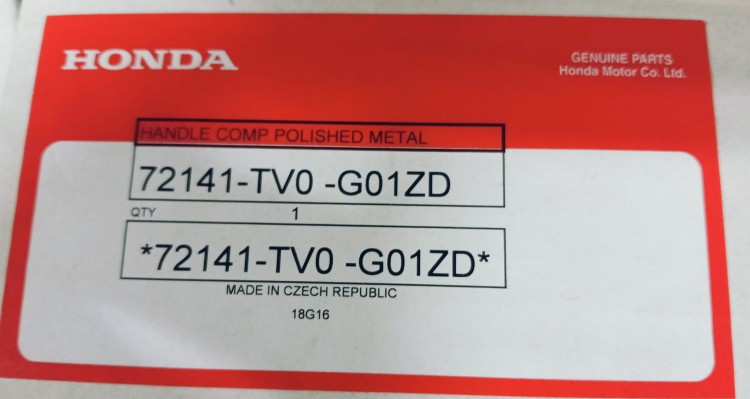 HONDA
GENUINE PARTS
Honda Motor Co. Ltd.
HANDLE COMP POLISHED METAL
72141-TV0 -G01ZD
QTY 1
*72141-TV0 -G01ZD*
MADE IN CZECH REPUBLIC
18G16